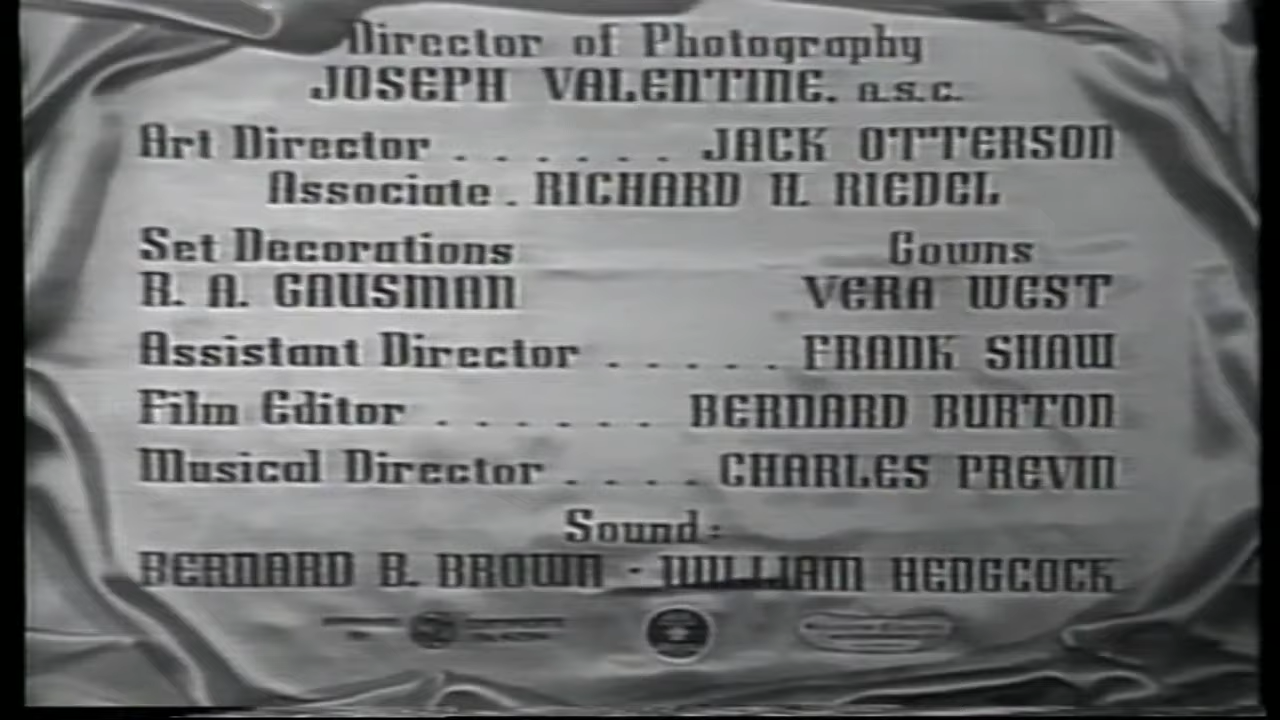 Director of Photography
JOSEPH VALENTINE, A.S.C.
Art Director . . . . . . JACK OTTERSON
Associate . RICHARD H. RIEDEL
Set Decorations Gowns
R. A. GAUSMAN VERA WEST
Assistant Director . . . . . FRANK SHAW
Film Editor . . . . . . BERNARD BURTON
Musical Director . . . . CHARLES PREVIN
Sound:
BERNARD B. BROWN - WILLIAM HEDGCOCK